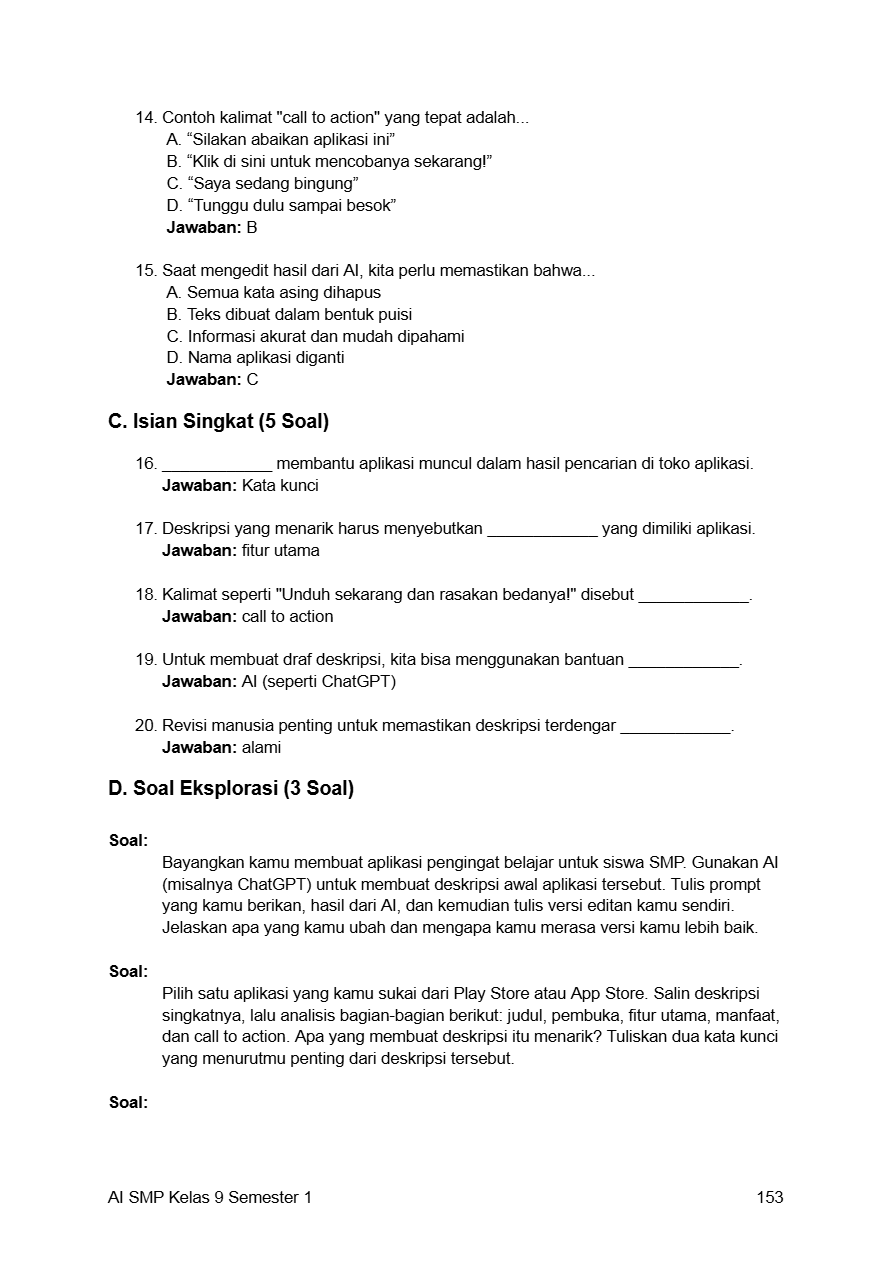 14. Contoh kalimat "call to action" yang tepat adalah...
A. “Silakan abaikan aplikasi ini”
B. “Klik di sini untuk mencobanya sekarang!”
C. “Saya sedang bingung”
D. “Tunggu dulu sampai besok”
Jawaban: B
15. Saat mengedit hasil dari AI, kita perlu memastikan bahwa...
A. Semua kata asing dihapus
B. Teks dibuat dalam bentuk puisi
C. Informasi akurat dan mudah dipahami
D. Nama aplikasi diganti
Jawaban: C
C. Isian Singkat (5 Soal)
16. ____________ membantu aplikasi muncul dalam hasil pencarian di toko aplikasi.
Jawaban: Kata kunci
17. Deskripsi yang menarik harus menyebutkan ____________ yang dimiliki aplikasi.
Jawaban: fitur utama
18. Kalimat seperti "Unduh sekarang dan rasakan bedanya!" disebut ____________.
Jawaban: call to action
19. Untuk membuat draf deskripsi, kita bisa menggunakan bantuan ____________.
Jawaban: AI (seperti ChatGPT)
20. Revisi manusia penting untuk memastikan deskripsi terdengar ____________.
Jawaban: alami
D. Soal Eksplorasi (3 Soal)
Soal:
Bayangkan kamu membuat aplikasi pengingat belajar untuk siswa SMP. Gunakan AI
(misalnya ChatGPT) untuk membuat deskripsi awal aplikasi tersebut. Tulis prompt
yang kamu berikan, hasil dari AI, dan kemudian tulis versi editan kamu sendiri.
Jelaskan apa yang kamu ubah dan mengapa kamu merasa versi kamu lebih baik.
Soal:
Pilih satu aplikasi yang kamu sukai dari Play Store atau App Store. Salin deskripsi
singkatnya, lalu analisis bagian-bagian berikut: judul, pembuka, fitur utama, manfaat,
dan call to action. Apa yang membuat deskripsi itu menarik? Tuliskan dua kata kunci
yang menurutmu penting dari deskripsi tersebut.
Soal:
AI SMP Kelas 9 Semester 1 153